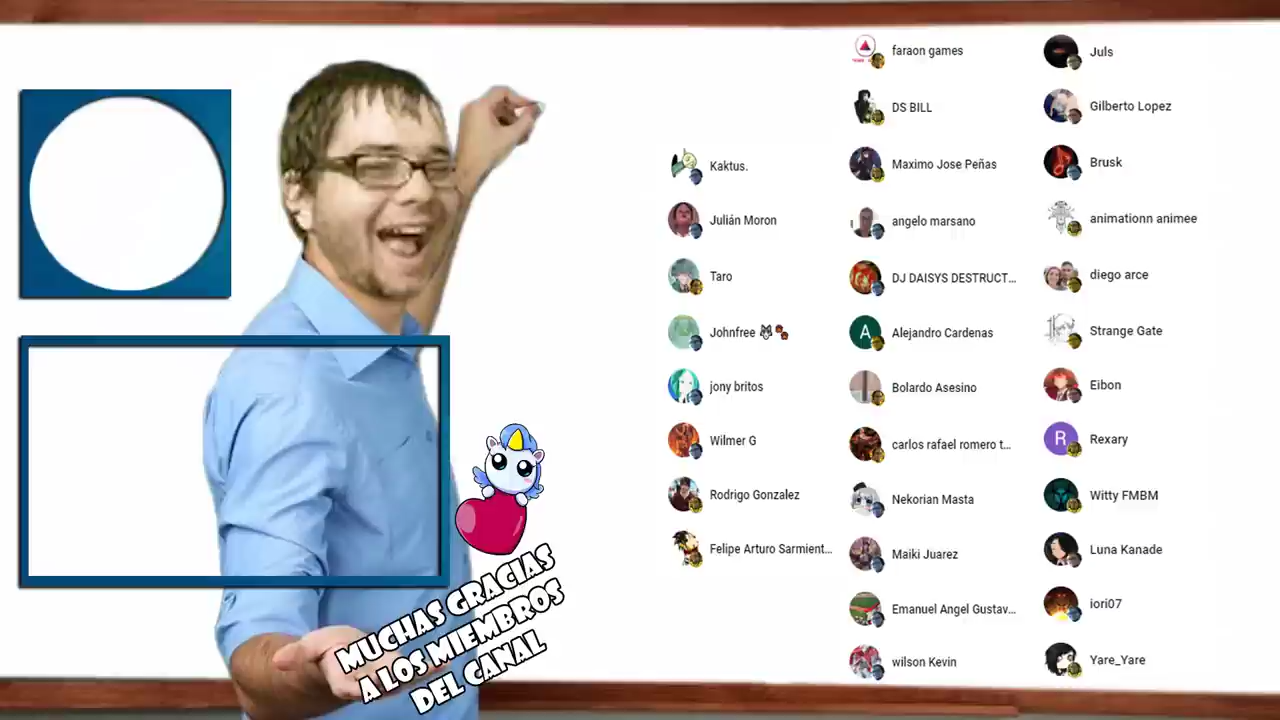 Kaktus.
Julián Moron
Taro
Johnfree
jony britos
Wilmer G
Rodrigo Gonzalez
Felipe Arturo Sarmient...
faraon games
DS BILL
Maximo Jose Peñas
angelo marsano
DJ DAISYS DESTRUCT...
Alejandro Cardenas
A
Bolardo Asesino
carlos rafael romero t...
Nekorian Masta
Maiki Juarez
Emanuel Angel Gustav...
wilson Kevin
Juls
Gilberto Lopez
Brusk
animationn animee
diego arce
Strange Gate
Eibon
R
Rexary
Witty FMBM
Luna Kanade
iori07
Yare_Yare
MUCHAS GRACIAS
A LOS MIEMBROS
DEL CANAL